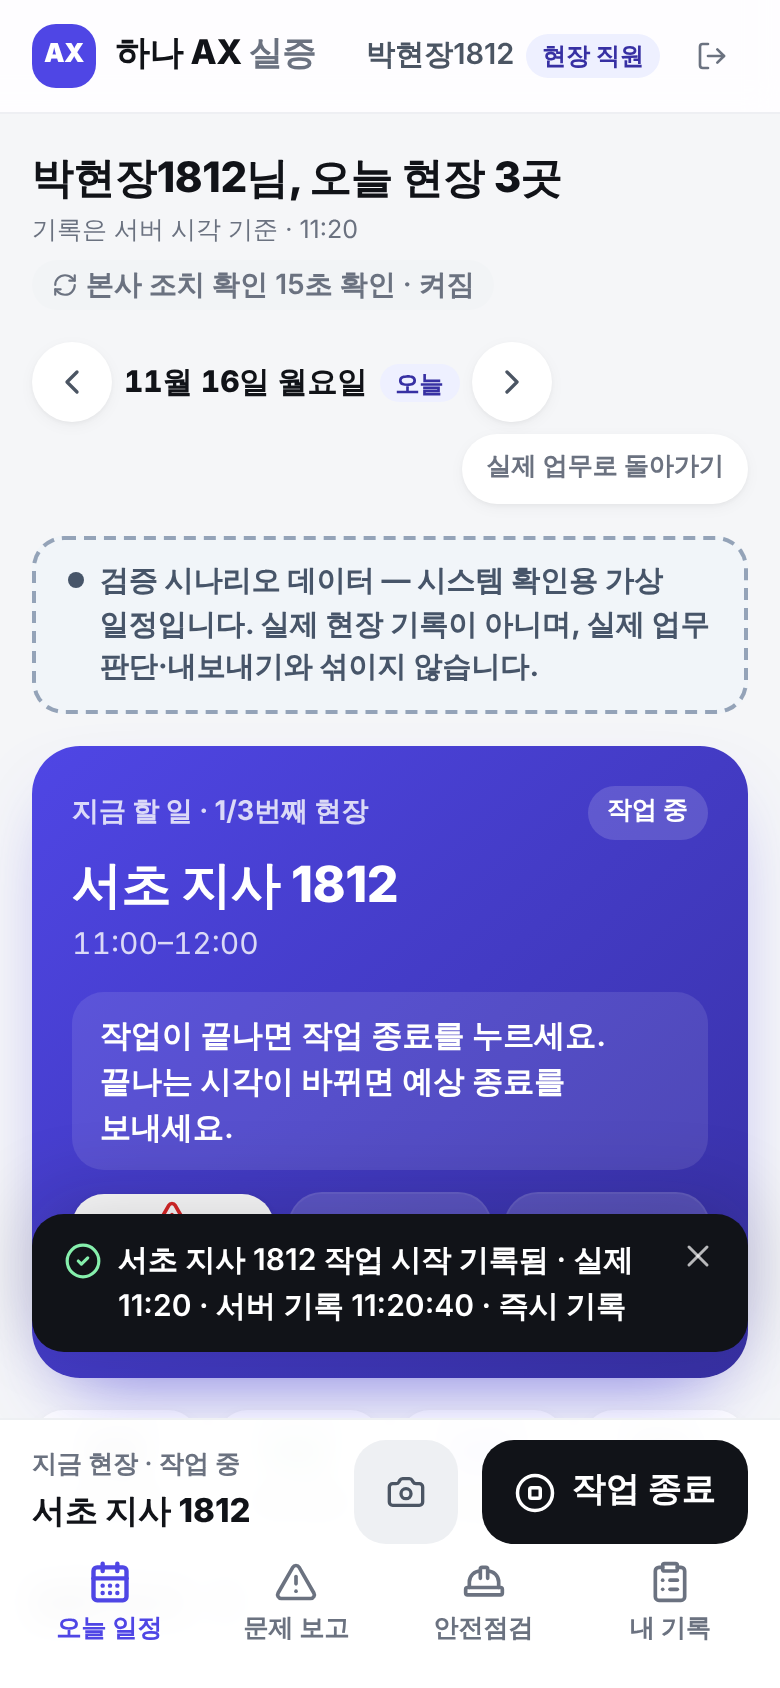 AX 하나 AX 실증 박현장1812 현장 직원
박현장1812님, 오늘 현장 3곳
기록은 서버 시각 기준 · 11:20
본사 조치 확인 15초 확인 · 켜짐
11월 16일 월요일 오늘
실제 업무로 돌아가기
검증 시나리오 데이터 — 시스템 확인용 가상
일정입니다. 실제 현장 기록이 아니며, 실제 업무
판단·내보내기와 섞이지 않습니다.
지금 할 일 · 1/3번째 현장 작업 중
서초 지사 1812
11:00–12:00
작업이 끝나면 작업 종료를 누르세요.
끝나는 시각이 바뀌면 예상 종료를
보내세요.
서초 지사 1812 작업 시작 기록됨 · 실제
11:20 · 서버 기록 11:20:40 · 즉시 기록
지금 현장 · 작업 중
서초 지사 1812
작업 종료
오늘 일정 문제 보고 안전점검 내 기록